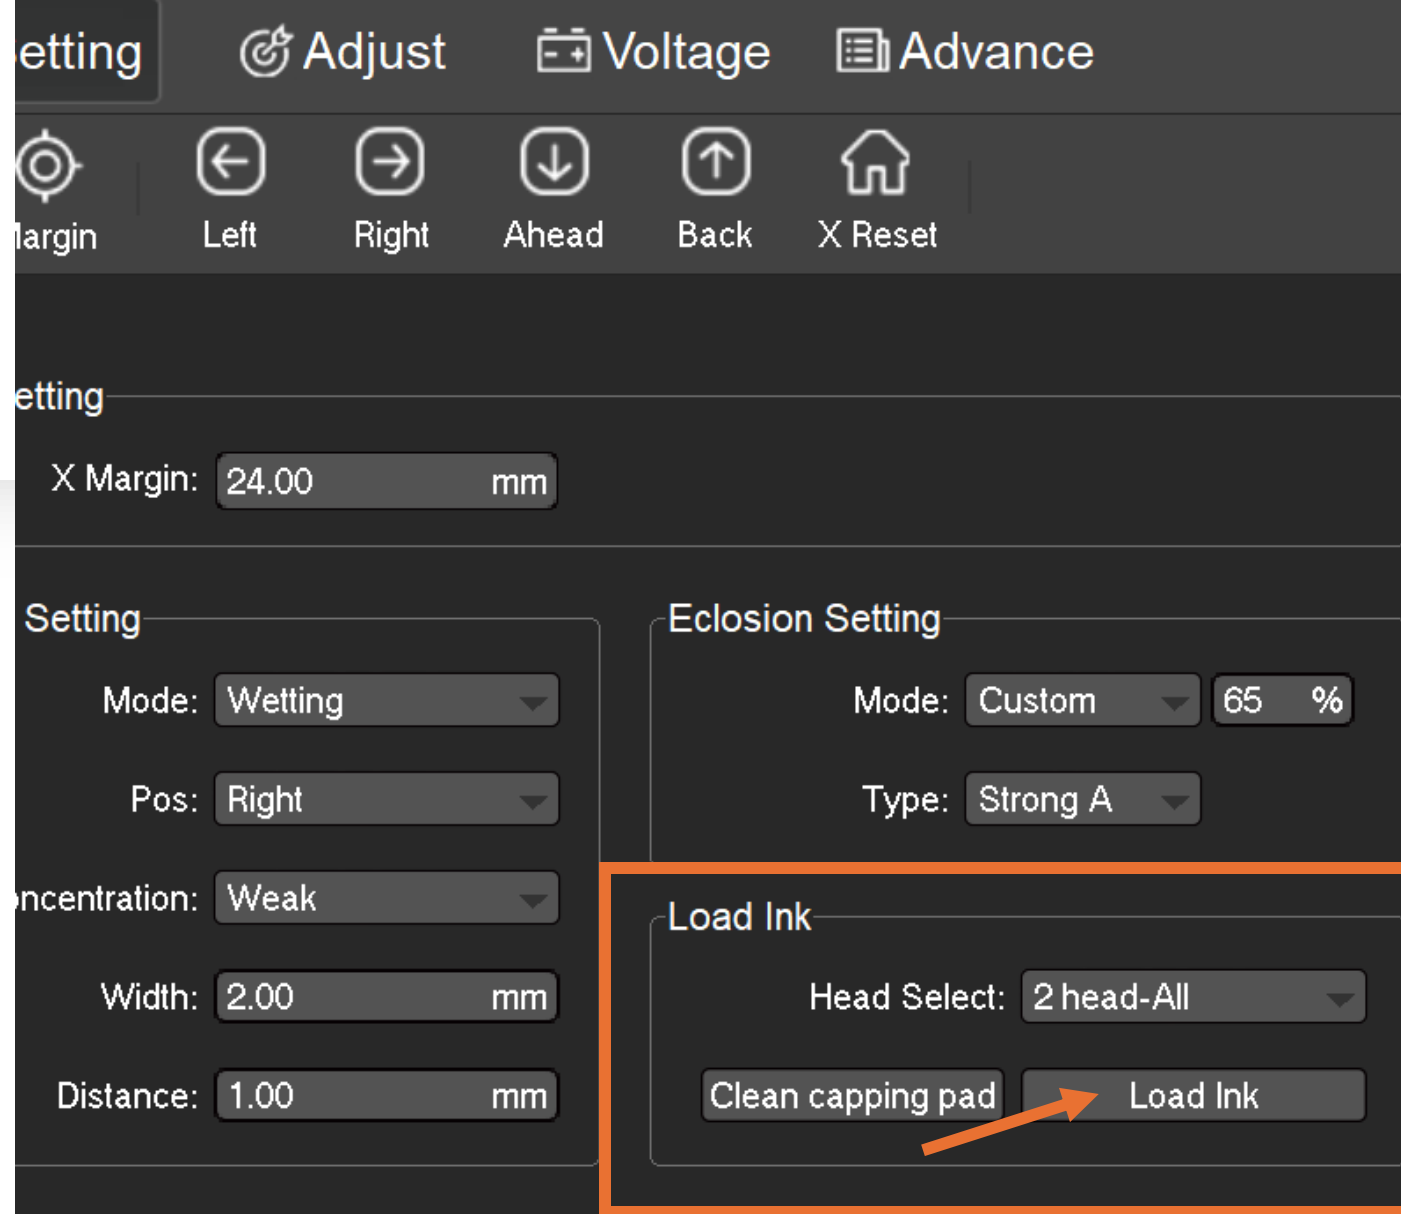 etting Adjust Voltage Advance
argin Left Right Ahead Back X Reset
etting
X Margin: 24.00 mm
Setting
Mode: Wetting
Pos: Right
ncentration: Weak
Width: 2.00 mm
Distance: 1.00 mm
Eclosion Setting
Mode: Custom 65 %
Type: Strong A
Load Ink
Head Select: 2 head-All
Clean capping pad Load Ink